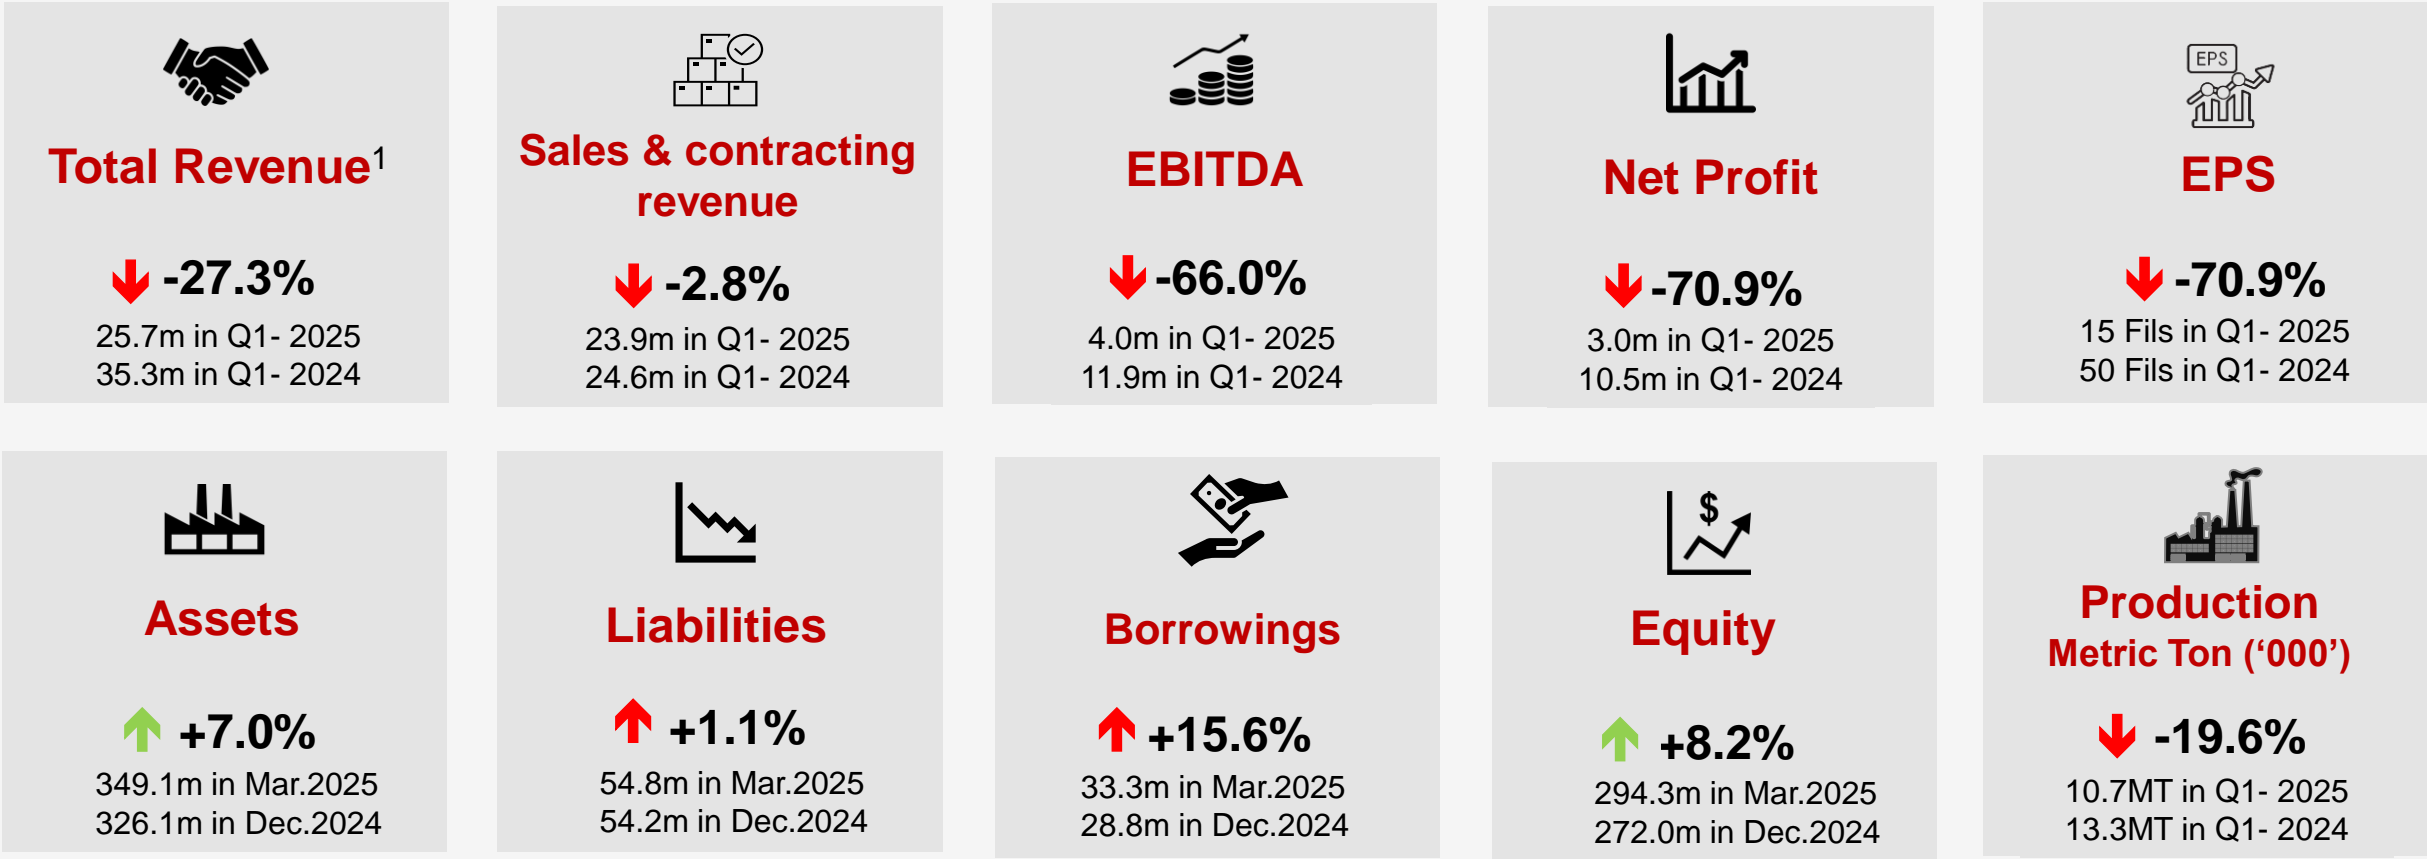 Total Revenue1
-27.3%
25.7m in Q1- 2025
35.3m in Q1- 2024
Sales & contracting
revenue
-2.8%
23.9m in Q1- 2025
24.6m in Q1- 2024
EBITDA
-66.0%
4.0m in Q1- 2025
11.9m in Q1- 2024
Net Profit
-70.9%
3.0m in Q1- 2025
10.5m in Q1- 2024
EPS
EPS
-70.9%
15 Fils in Q1- 2025
50 Fils in Q1- 2024
Assets
+7.0%
349.1m in Mar.2025
326.1m in Dec.2024
Liabilities
+1.1%
54.8m in Mar.2025
54.2m in Dec.2024
Borrowings
+15.6%
33.3m in Mar.2025
28.8m in Dec.2024
$
Equity
+8.2%
294.3m in Mar.2025
272.0m in Dec.2024
Production
Metric Ton (‘000’)
-19.6%
10.7MT in Q1- 2025
13.3MT in Q1- 2024